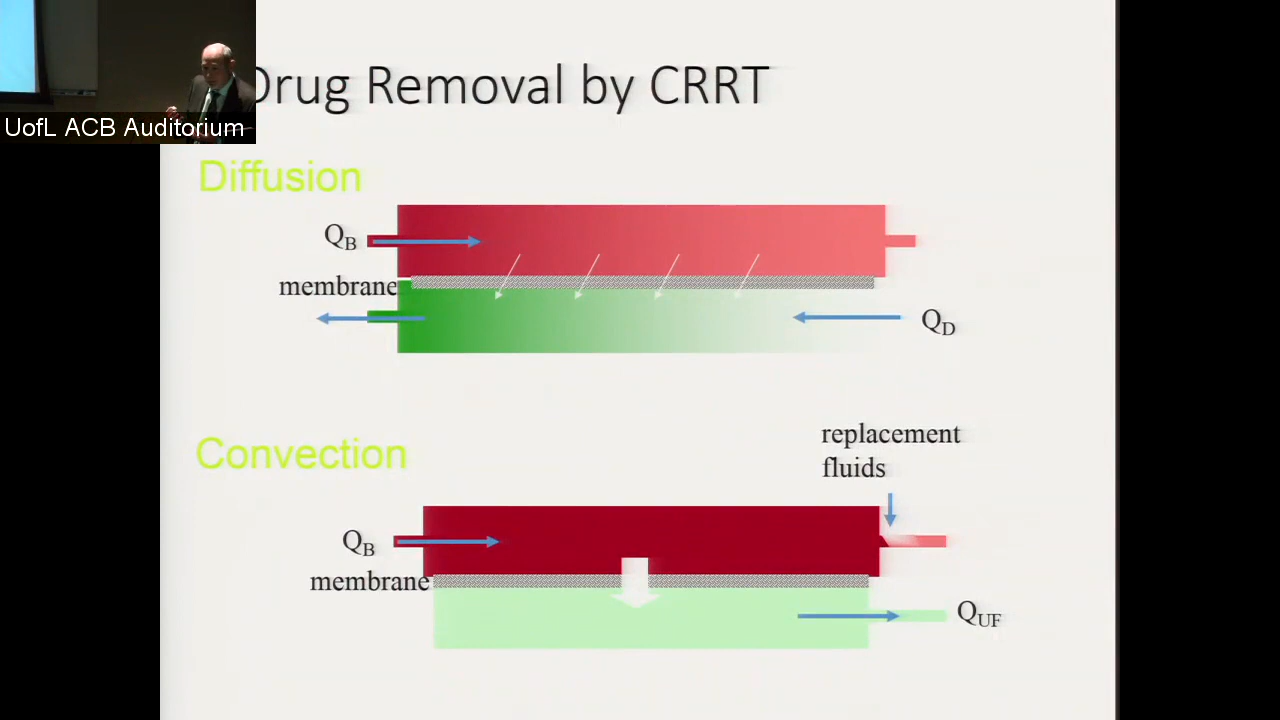 Drug Removal by CRRT
UofL ACB Auditorium
Diffusion
QB
membrane
QD
Convection
replacement
fluids
QB
membrane
QUF